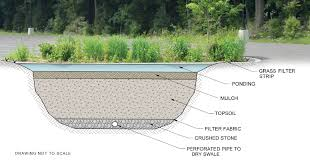 GRASS FILTER
STRIP
PONDING
MULCH
TOPSOIL
FILTER FABRIC
CRUSHED STONE
PERFORATED PIPE TO
DRY SWALE
DRAWING NOT TO SCALE